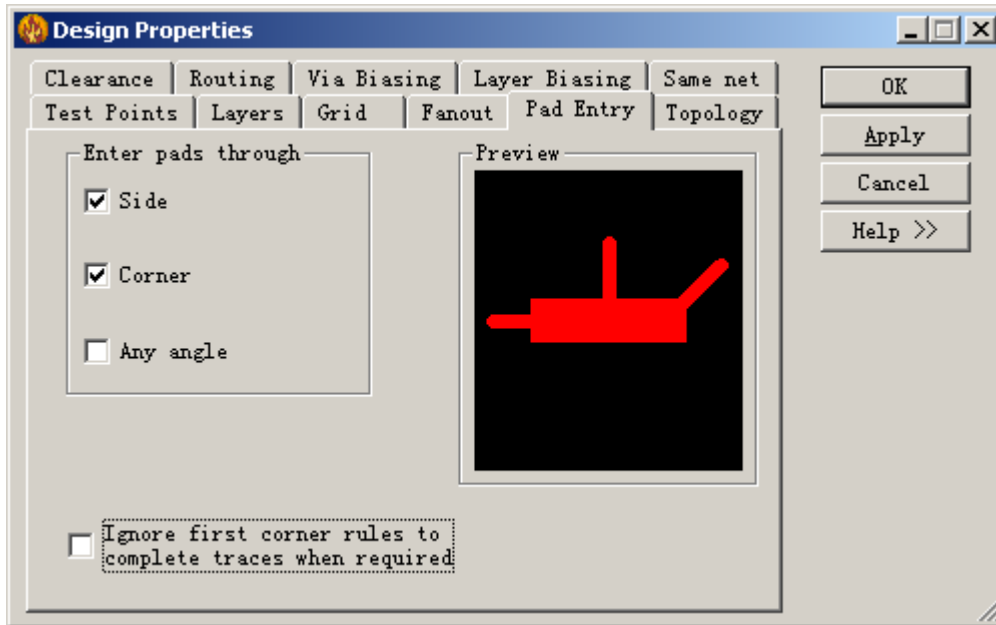 Design Properties
Clearance Routing Via Biasing Layer Biasing Same net
Test Points Layers Grid Fanout Pad Entry Topology
Enter pads through
Side
Corner
Any angle
Preview
Ignore first corner rules to
complete traces when required
OK
Apply
Cancel
Help >>